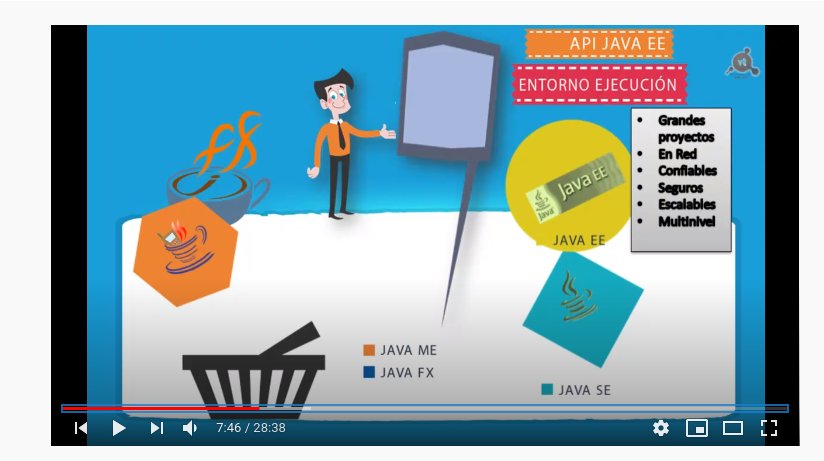 API JAVA EE
ENTORNO EJECUCIÓN
• Grandes proyectos
• En Red
• Confiables
• Seguros
• Escalables
• Multinivel
Java EE
Java
JAVA EE
JAVA ME
JAVA FX
JAVA SE
7:46 / 28:38